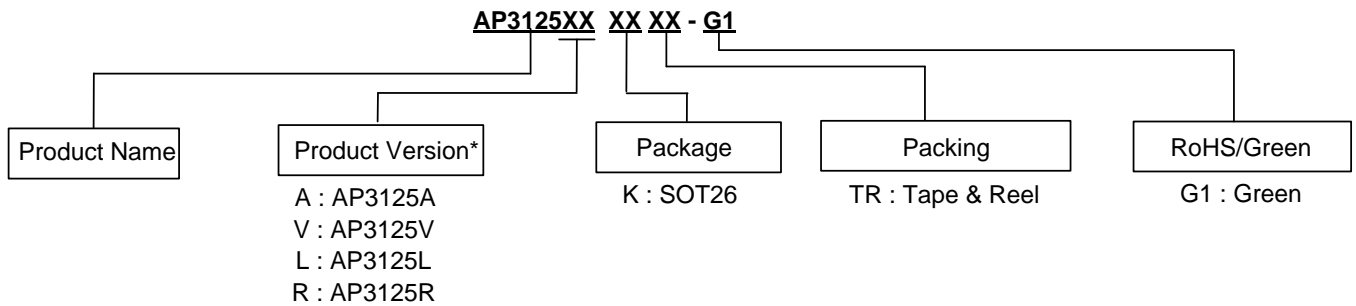 AP3125XX XX XX - G1
Product Name
Product Version*
Package
Packing
RoHS/Green
A : AP3125A
V : AP3125V
L : AP3125L
R : AP3125R
K : SOT26
TR : Tape & Reel
G1 : Green